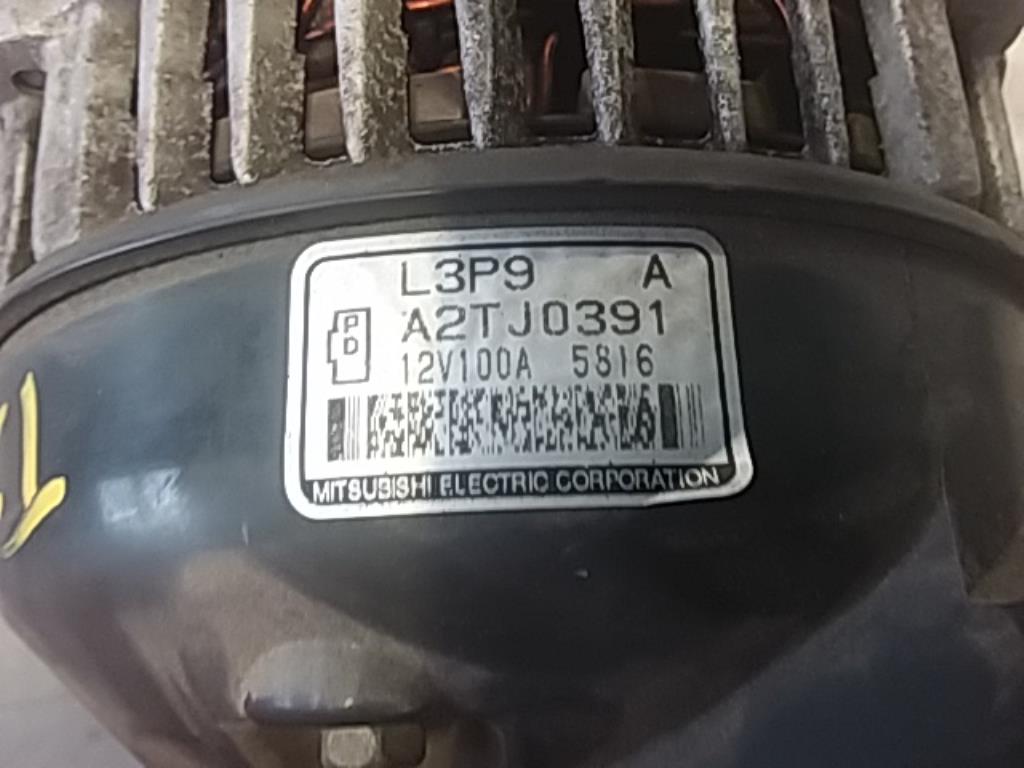 L3P9 A
A2TJ0391
P
D
12V100A 5816
MITSUBISHI ELECTRIC CORPORATION